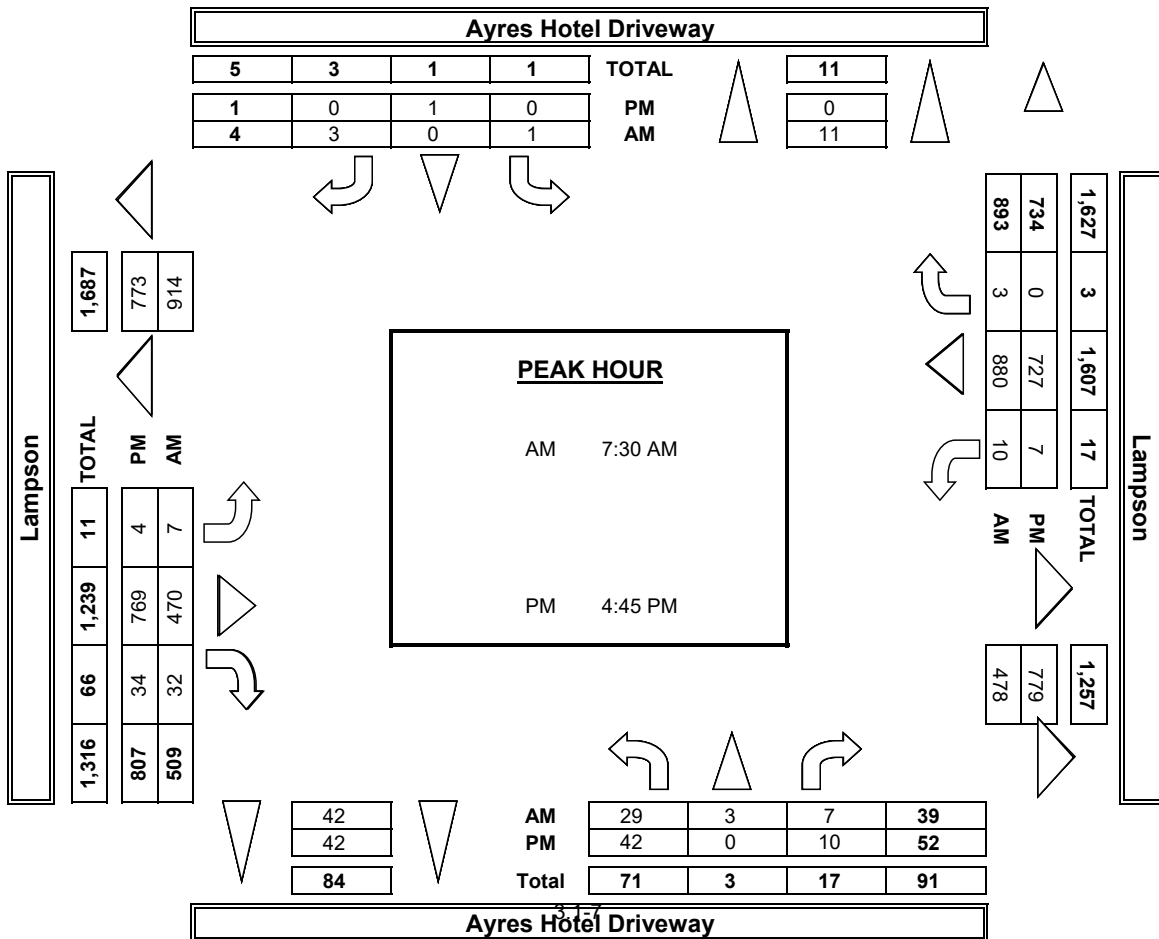 Ayres Hotel Driveway
5 3 1 1 TOTAL 11
1 0 1 0 PM 0
4 3 0 1 AM 11
Lampson
1,687
773
914
TOTAL
PM
AM
11 1,239 66 1,316
4 769 34 807
7 470 32 509
PEAK HOUR
AM 7:30 AM
PM 4:45 PM
1,627 3 1,607 17 TOTAL
734 0 727 7 PM
893 3 880 10 AM
1,257
779
478
Lampson
42 AM 29 3 7 39
42 PM 42 0 10 52
84 Total 71 3 17 91
3.1-7
Ayres Hotel Driveway